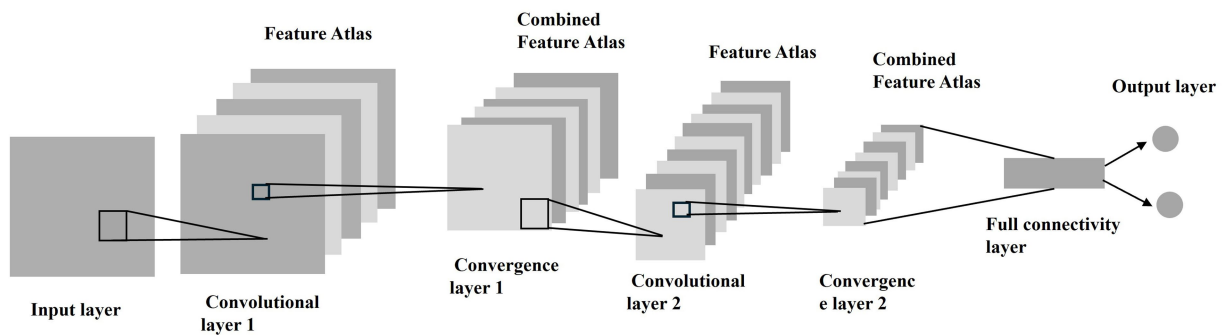 Feature Atlas
Combined
Feature Atlas
Feature Atlas
Combined
Feature Atlas
Output layer
Input layer
Convolutional
layer 1
Convergence
layer 1
Convolutional
layer 2
Convergenc
e layer 2
Full connectivity
layer